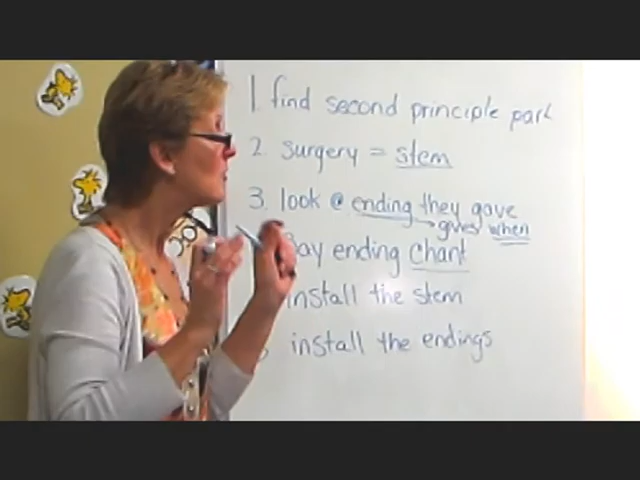 1. find second principle part
2. surgery = stem
3. look @ ending they gave
gives when
Say ending chant
install the stem
install the endings